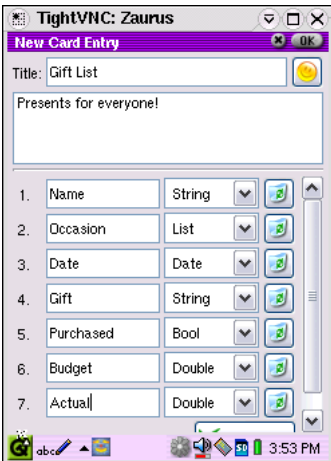 TightVNC: Zaurus
New Card Entry OK
Title: Gift List
Presents for everyone!
1. Name String
2. Occasion List
3. Date Date
4. Gift String
5. Purchased Bool
6. Budget Double
7. Actual Double
abc SD 3:53 PM